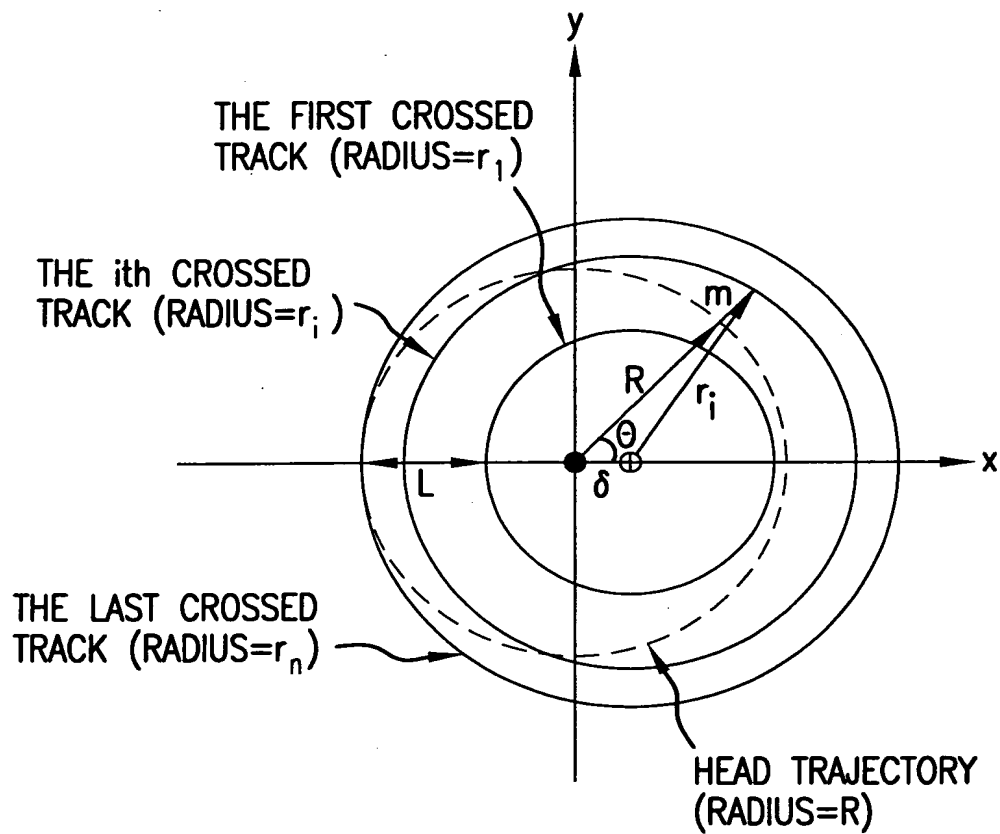 y
THE FIRST CROSSED
TRACK (RADIUS=r1)
THE ith CROSSED
TRACK (RADIUS=ri)
m
R
ri
θ
x
L
δ
THE LAST CROSSED
TRACK (RADIUS=rn)
HEAD TRAJECTORY
(RADIUS=R)